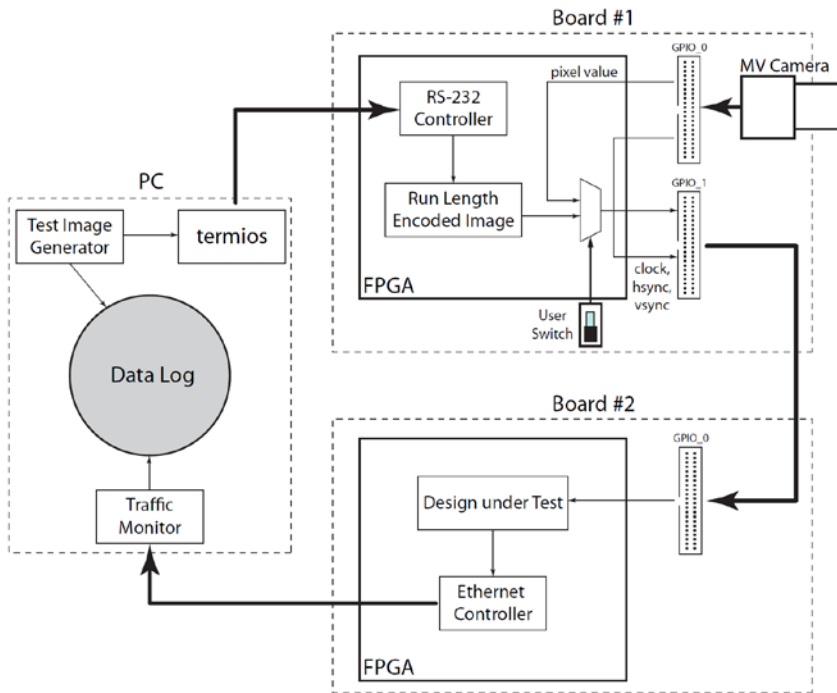 Board #1
GPIO_0
MV Camera
pixel value
RS-232
Controller
PC
Test Image
Generator
termios
Run Length
Encoded Image
GPIO_1
clock,
hsync,
vsync
FPGA
User
Switch
Data Log
Board #2
GPIO_0
Design under Test
Traffic
Monitor
Ethernet
Controller
FPGA